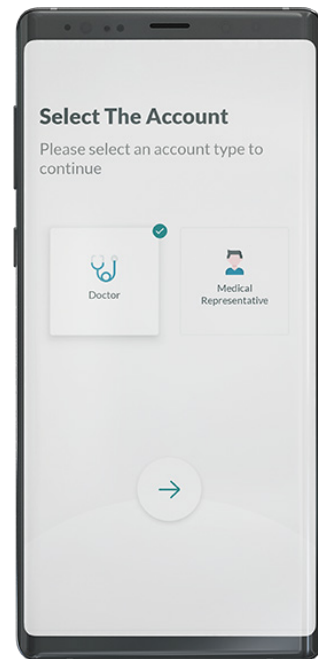 Select The Account
Please select an account type to
continue
Doctor
Medical
Representative